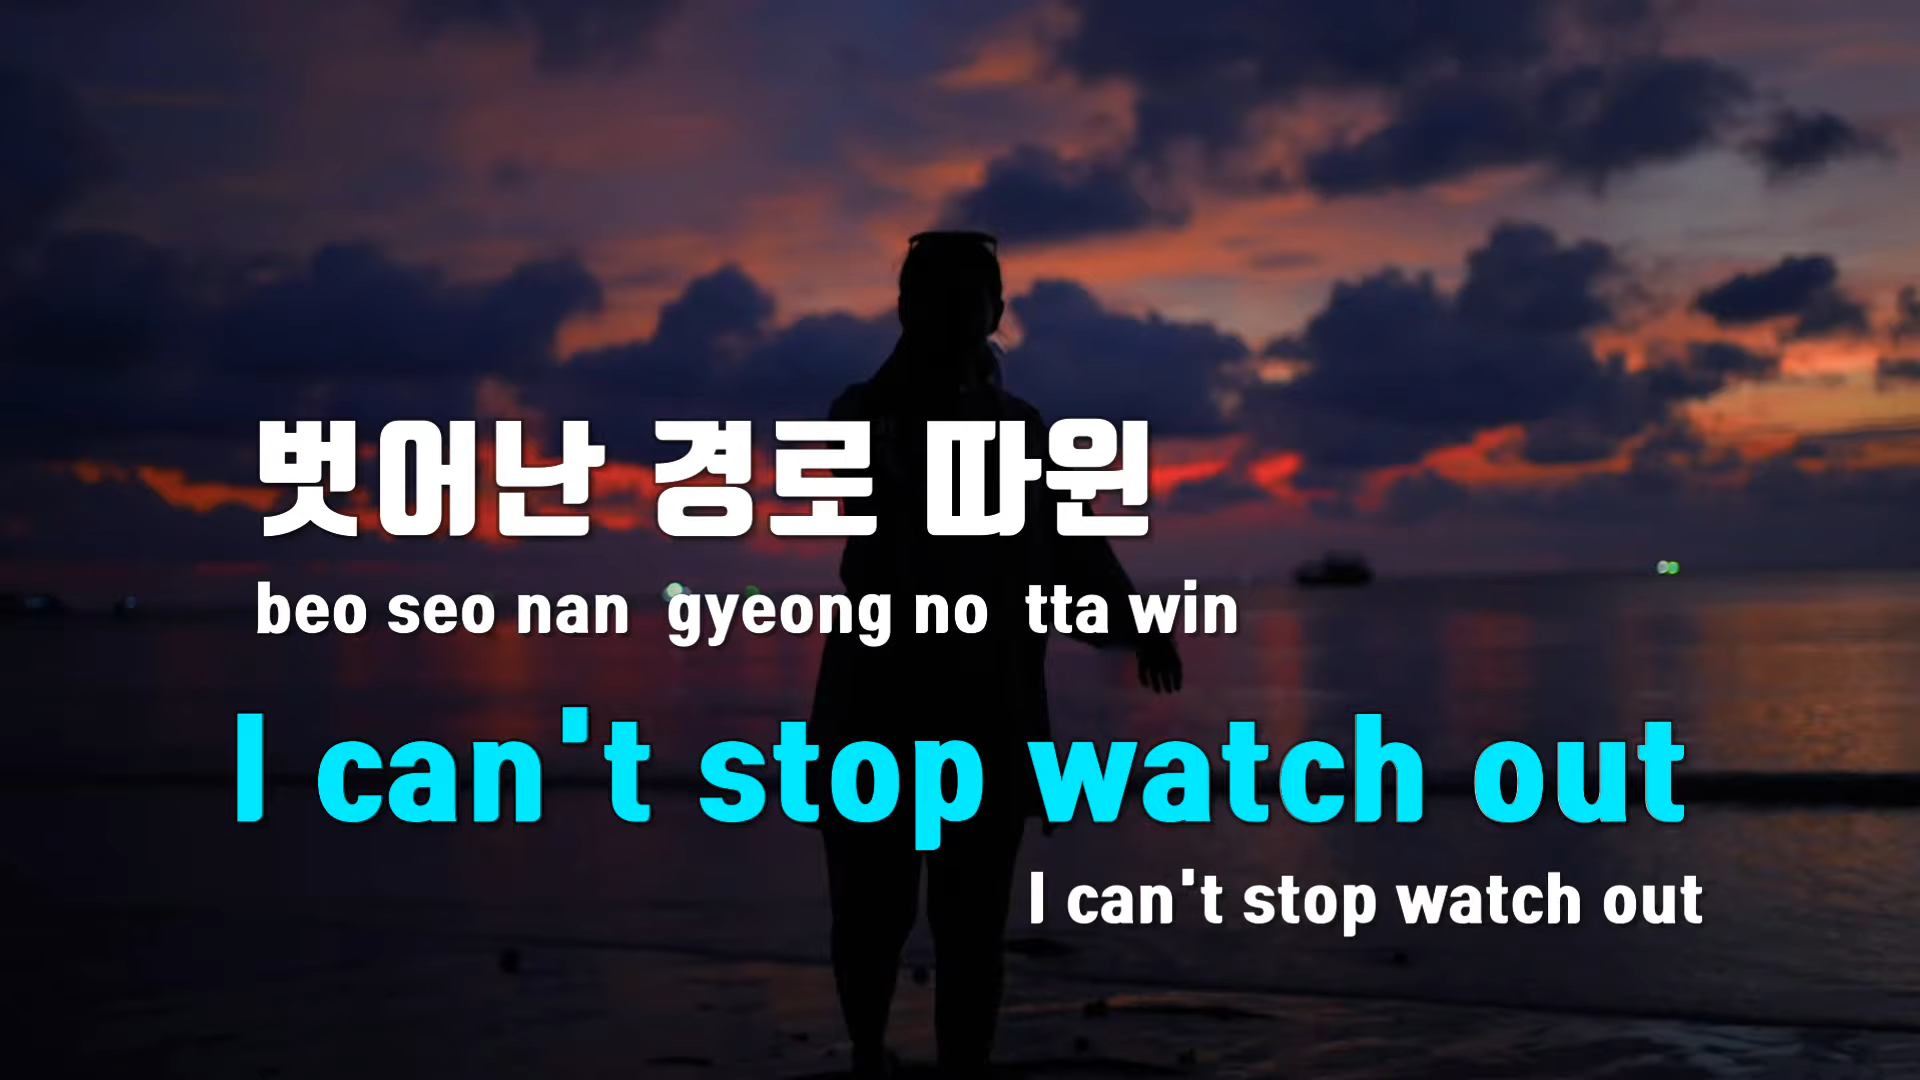 벗어난 경로 따윈
beo seo nan gyeong no tta win
I can't stop watch out
I can't stop watch out